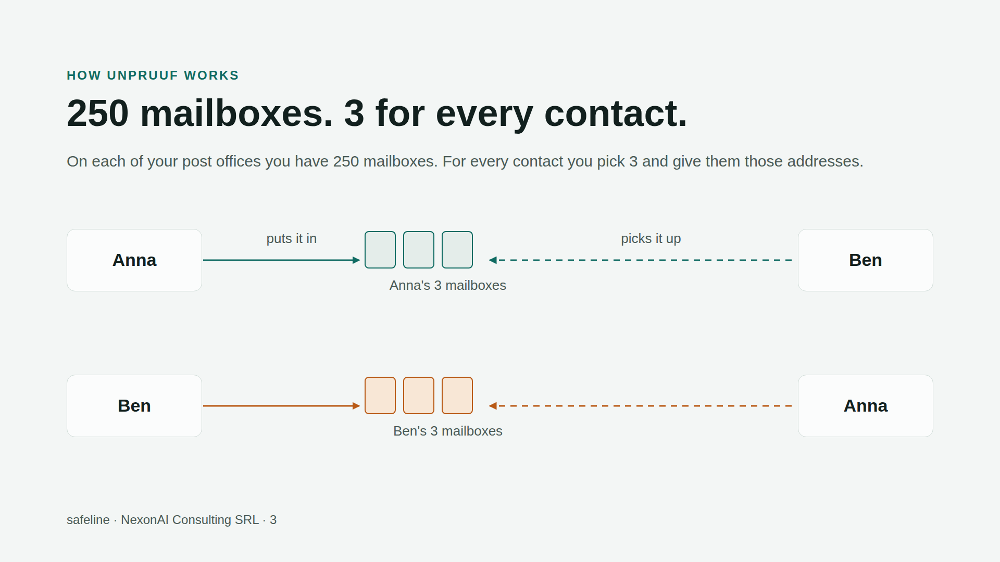 HOW UNPRUUF WORKS
250 mailboxes. 3 for every contact.
On each of your post offices you have 250 mailboxes. For every contact you pick 3 and give them those addresses.
Anna
puts it in
picks it up
Ben
Anna's 3 mailboxes
Ben
Anna
Ben's 3 mailboxes
safeline · NexonAI Consulting SRL · 3